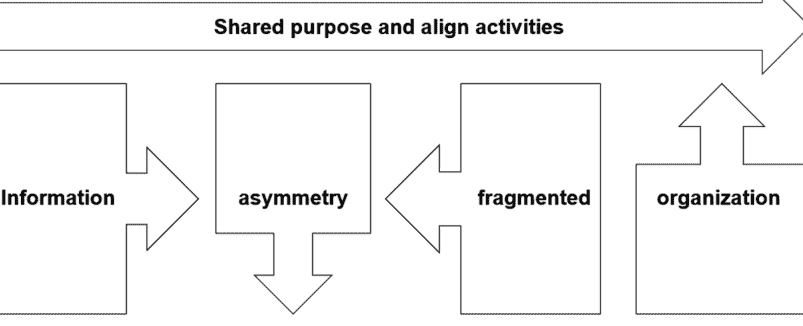 Shared purpose and align activities
Information
asymmetry
fragmented
organization